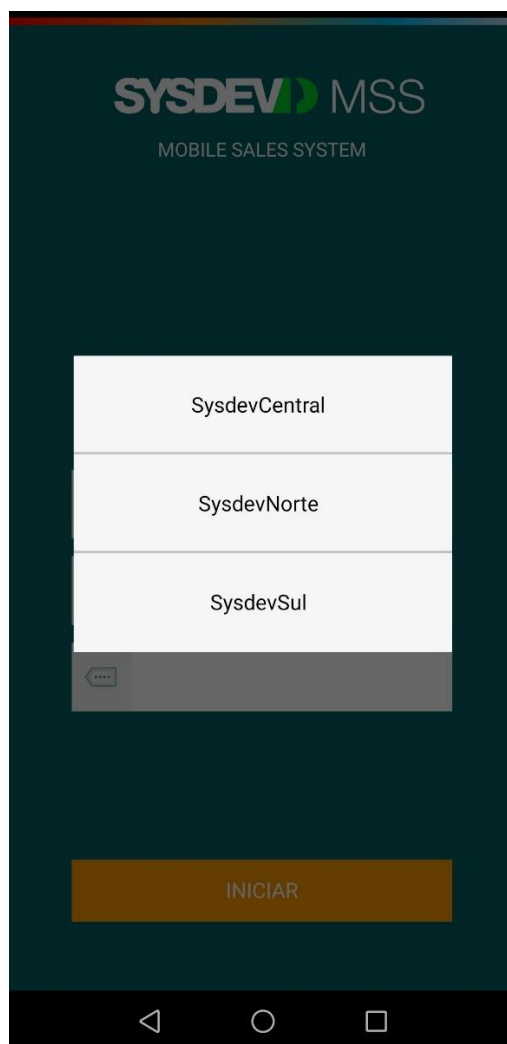 SYSDEV MSS
MOBILE SALES SYSTEM
SysdevCentral
SysdevNorte
SysdevSul
INICIAR